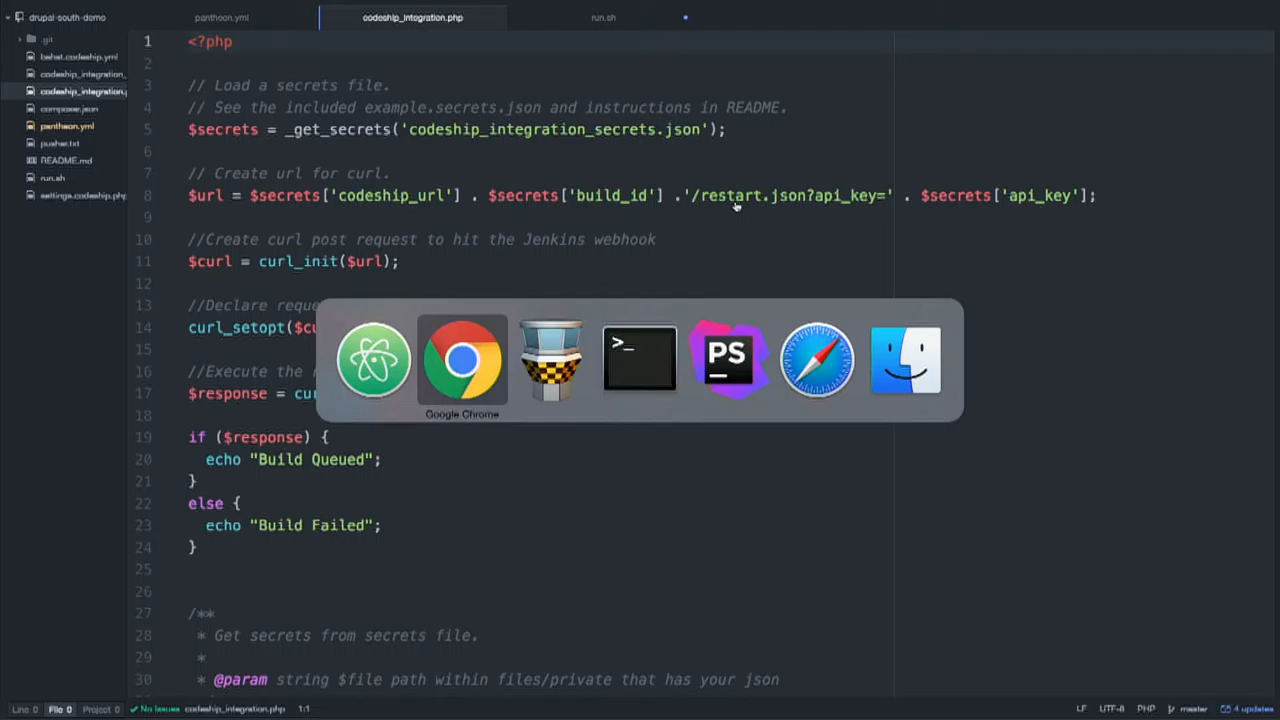 drupal-south-demo
pantheon.yml
codeship_integration.php
run.sh
.git
behat.codeship.yml
codeship_integration_
codeship_integration.p
composer.json
pantheon.yml
pusher.txt
README.md
run.sh
settings.codeship.php
1 <?php
2
3 // Load a secrets file.
4 // See the included example.secrets.json and instructions in README.
5 $secrets = _get_secrets('codeship_integration_secrets.json');
6
7 // Create url for curl.
8 $url = $secrets['codeship_url'] . $secrets['build_id'] .'/restart.json?api_key=' . $secrets['api_key'];
9
10 //Create curl post request to hit the Jenkins webhook
11 $curl = curl_init($url);
12
13 //Declare reque
14 curl_setopt($cu
15
16 //Execute the r
17 $response = cur
18
19 if ($response) {
20 echo "Build Queued";
21 }
22 else {
23 echo "Build Failed";
24 }
25
26
27 /**
28 * Get secrets from secrets file.
29 *
30 * @param string $file path within files/private that has your json
>_
PS
Google Chrome
Line 0 File 0 Project 0 No Issues codeship_integration.php 1:1 LF UTF-8 PHP master 4 updates